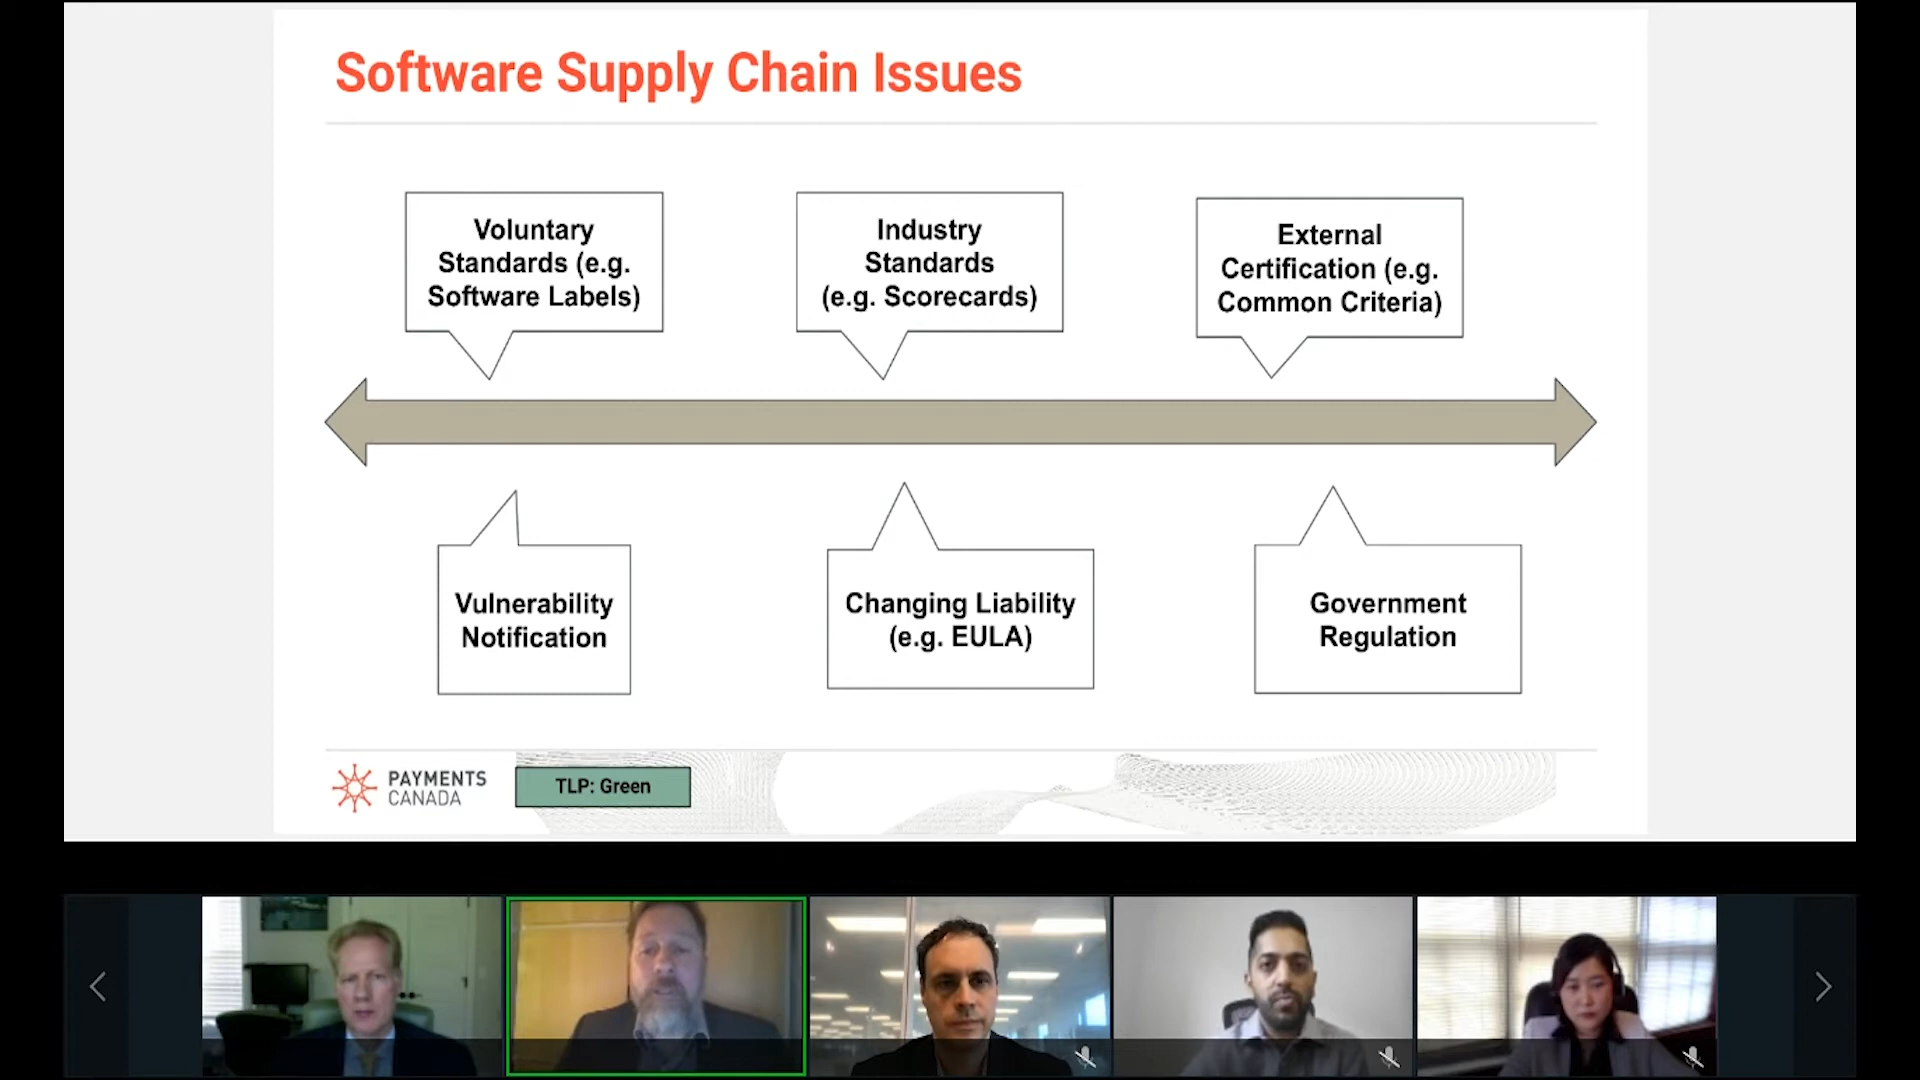 Software Supply Chain Issues
Voluntary
Standards (e.g.
Software Labels)
Industry
Standards
(e.g. Scorecards)
External
Certification (e.g.
Common Criteria)
Vulnerability
Notification
Changing Liability
(e.g. EULA)
Government
Regulation
PAYMENTS
CANADA
TLP: Green